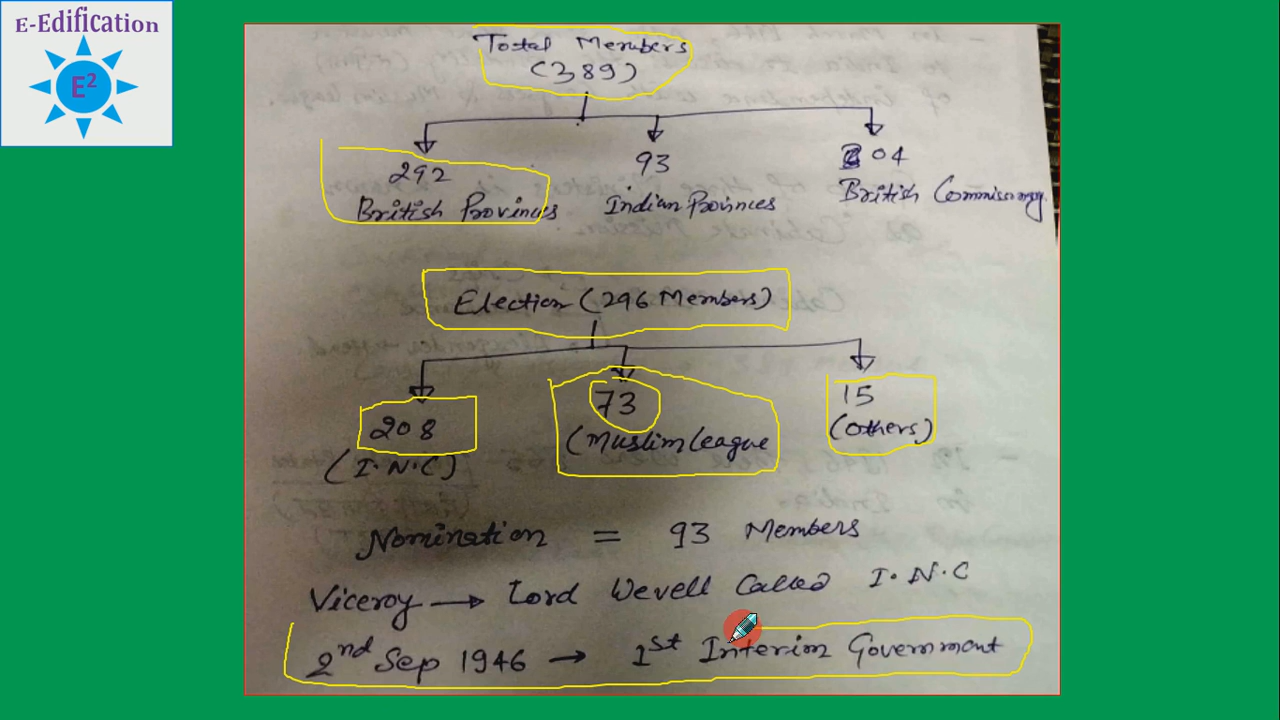 E-Edification
E²
Total Members
(389)
292
British Provinces
93
Indian Provinces
04
British Commissionary
Election (296 Members)
208
(I.N.C)
73
(Muslim League
15
(others)
Nomination = 93 Members
Viceroy → Lord Wevell Called I.N.C
2nd Sep 1946 → 1st Interim Government